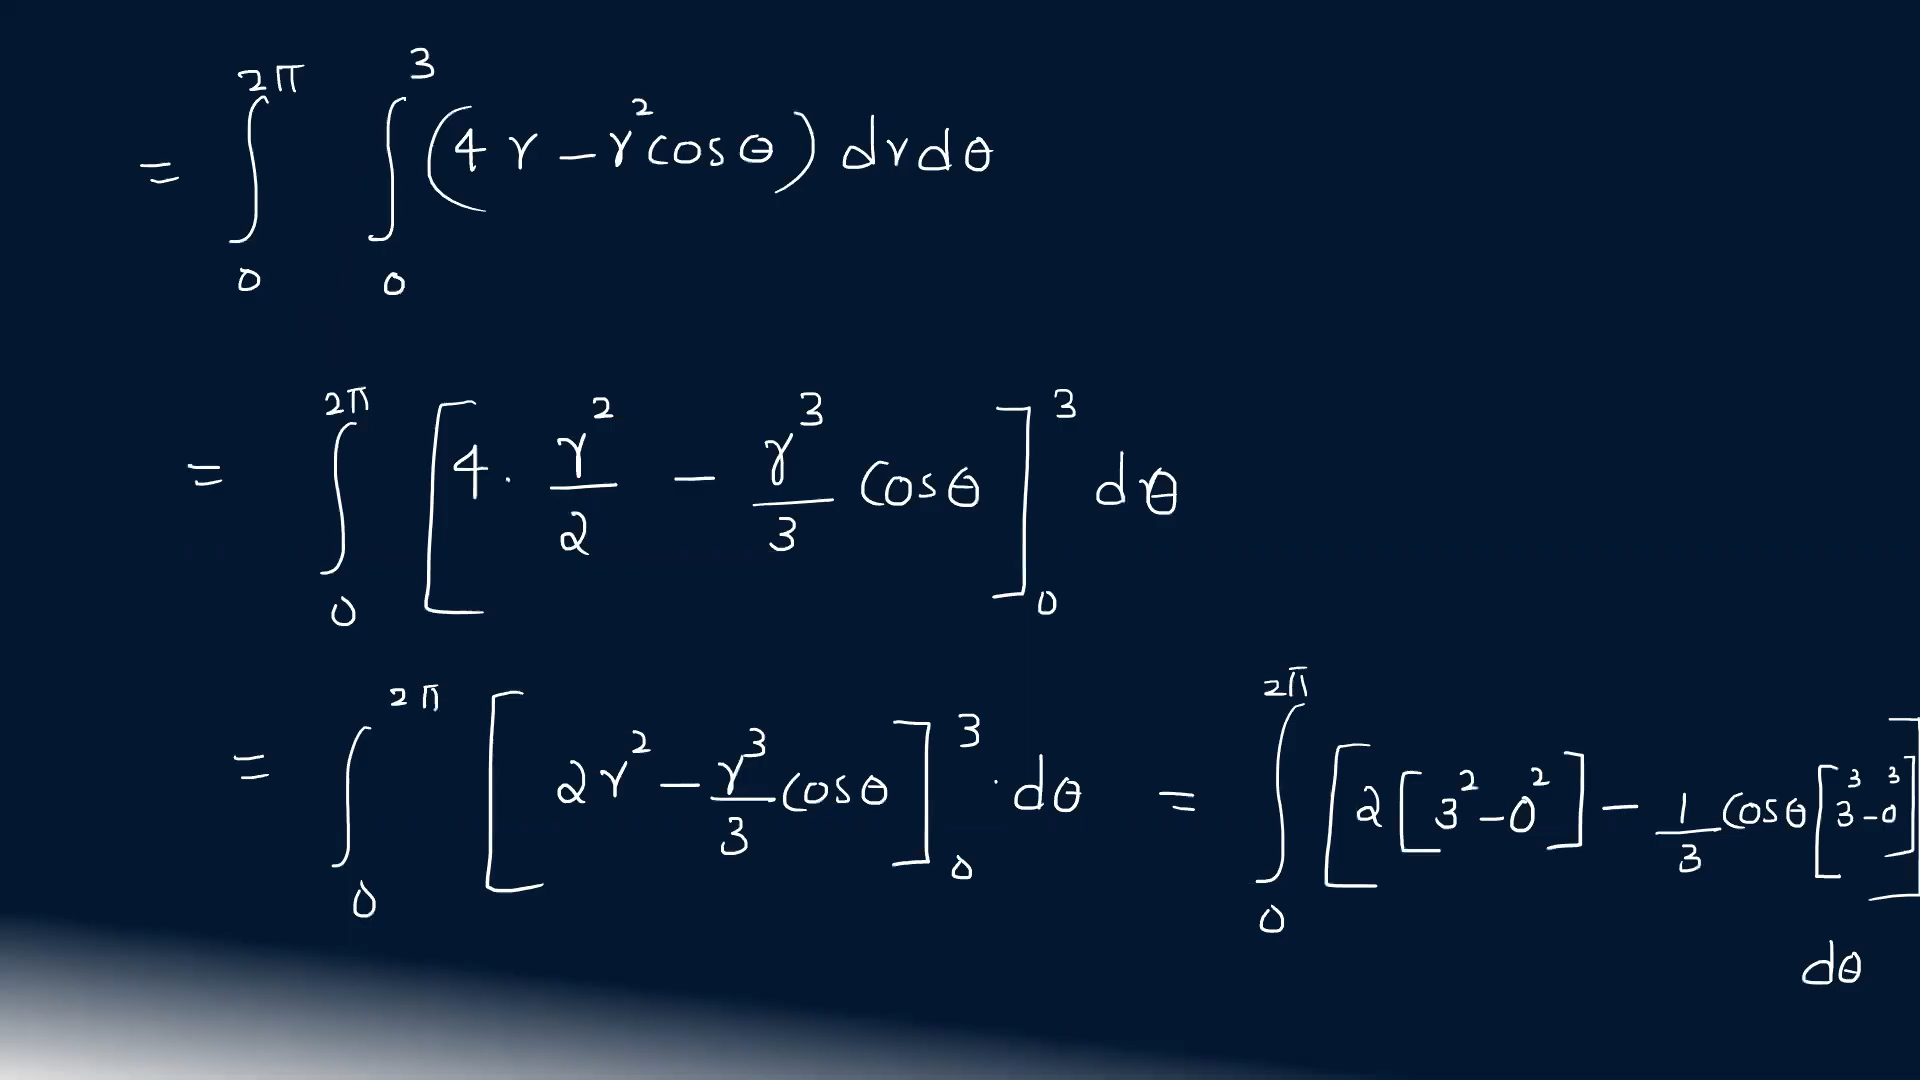 = ∫₀^{2π} ∫₀^{3} (4r − r² cosθ) dr dθ
= ∫₀^{2π} [4 · r²/2 − r³/3 cosθ]₀^{3} dθ
= ∫₀^{2π} [2r² − r³/3 cosθ]₀^{3} · dθ = ∫₀^{2π} [2[3² − 0²] − 1/3 cosθ [3³ − 0³]]
dθ